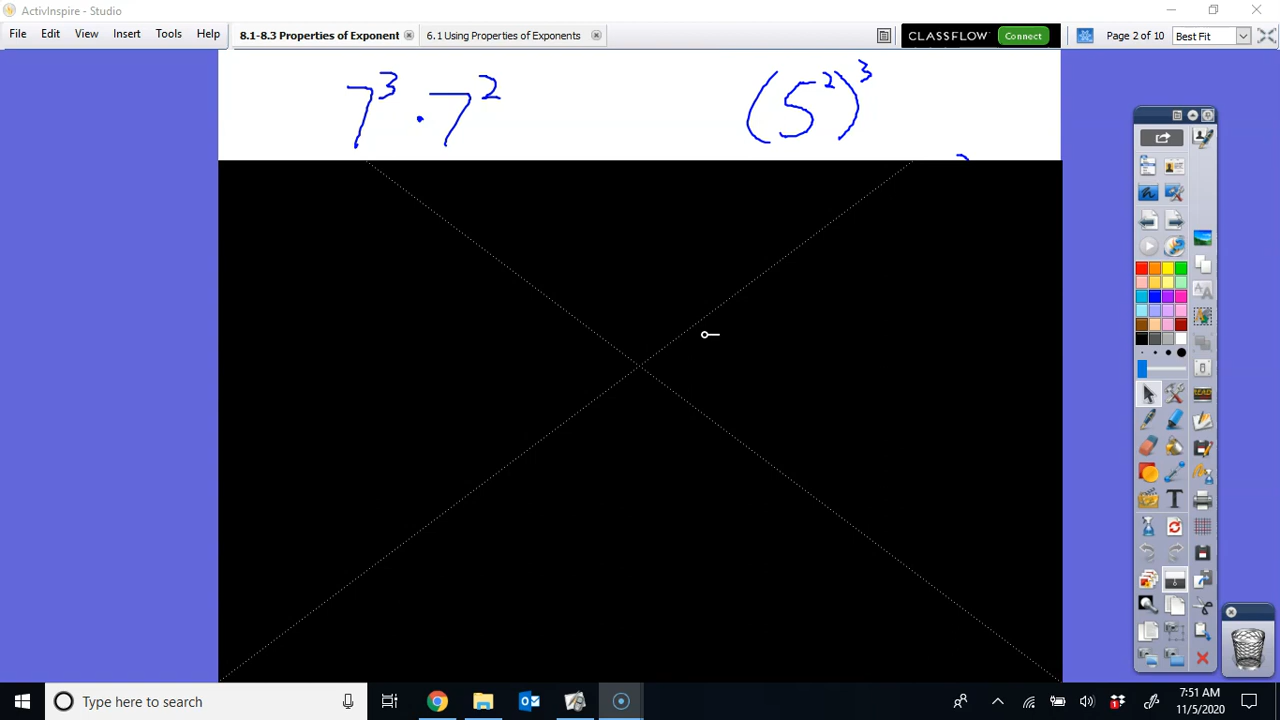 ActivInspire - Studio
File Edit View Insert Tools Help 8.1-8.3 Properties of Exponent 6.1 Using Properties of Exponents CLASSFLOW Connect Page 2 of 10 Best Fit
7³ · 7² (5²)³
Type here to search
7:51 AM
11/5/2020